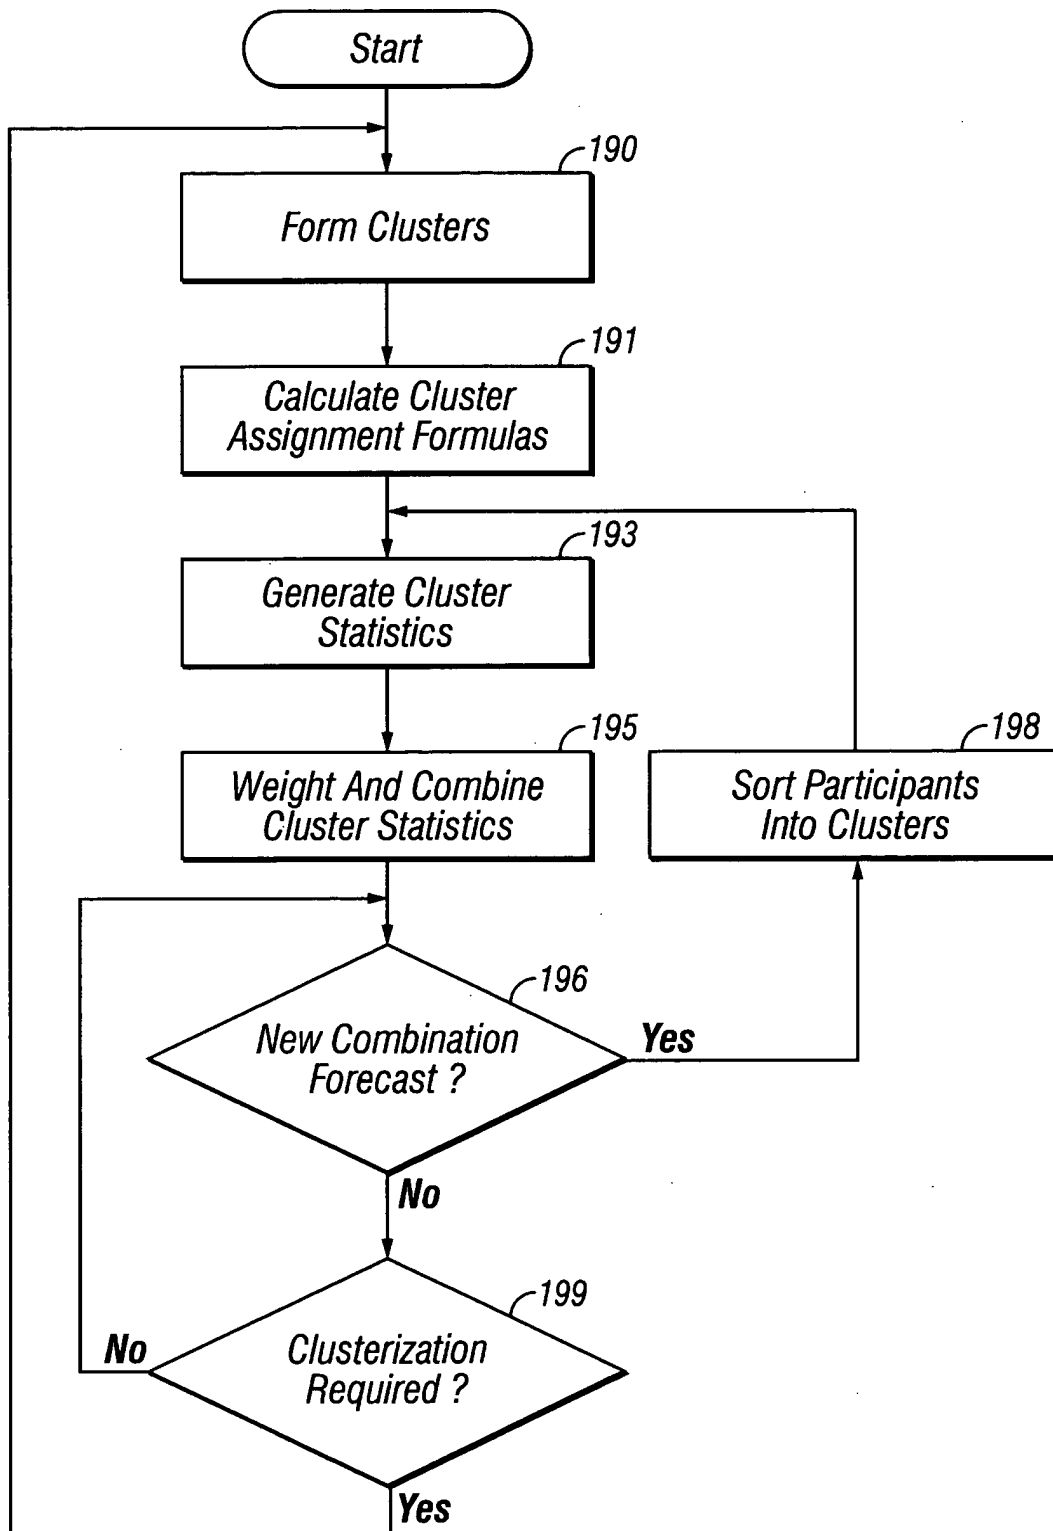 Start
190
Form Clusters
191
Calculate Cluster
Assignment Formulas
193
Generate Cluster
Statistics
195
Weight And Combine
Cluster Statistics
198
Sort Participants
Into Clusters
196
New Combination
Forecast ?
Yes
No
199
Clusterization
Required ?
No
Yes